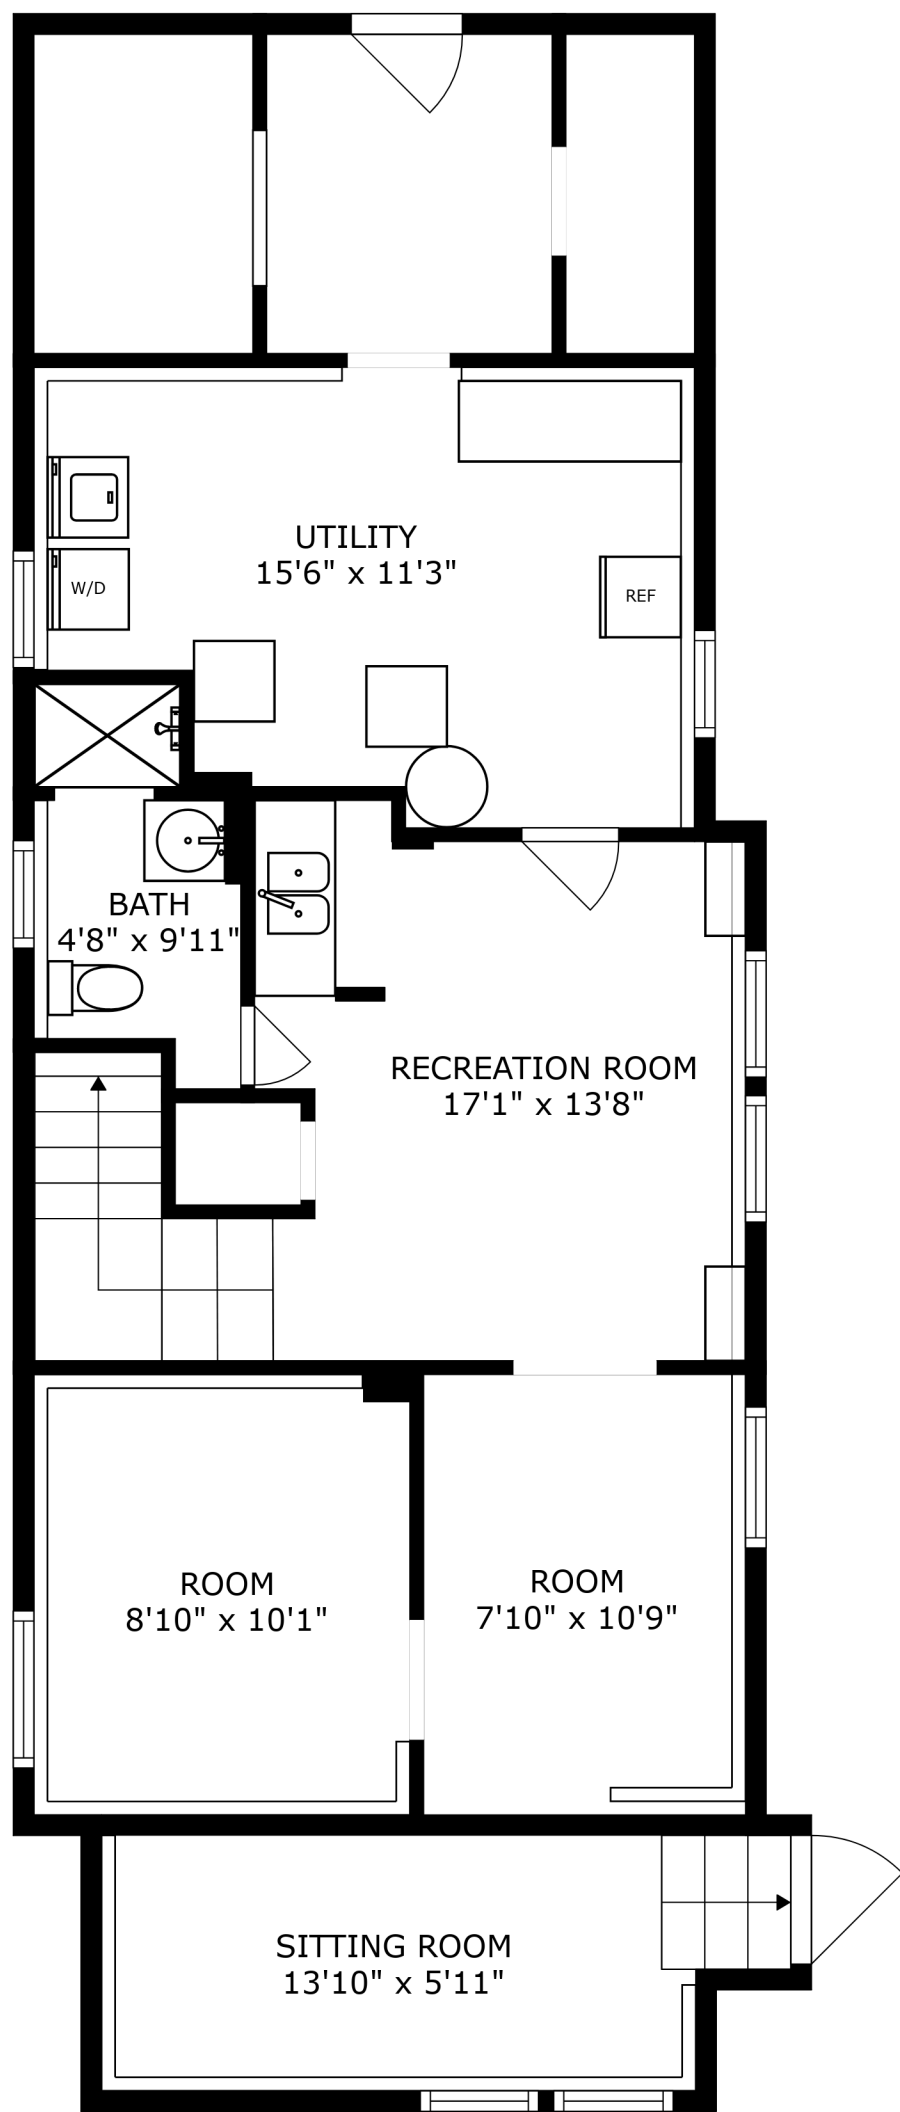 UTILITY
15'6" x 11'3"
W/D
REF
BATH
4'8" x 9'11"
RECREATION ROOM
17'1" x 13'8"
ROOM
8'10" x 10'1"
ROOM
7'10" x 10'9"
SITTING ROOM
13'10" x 5'11"